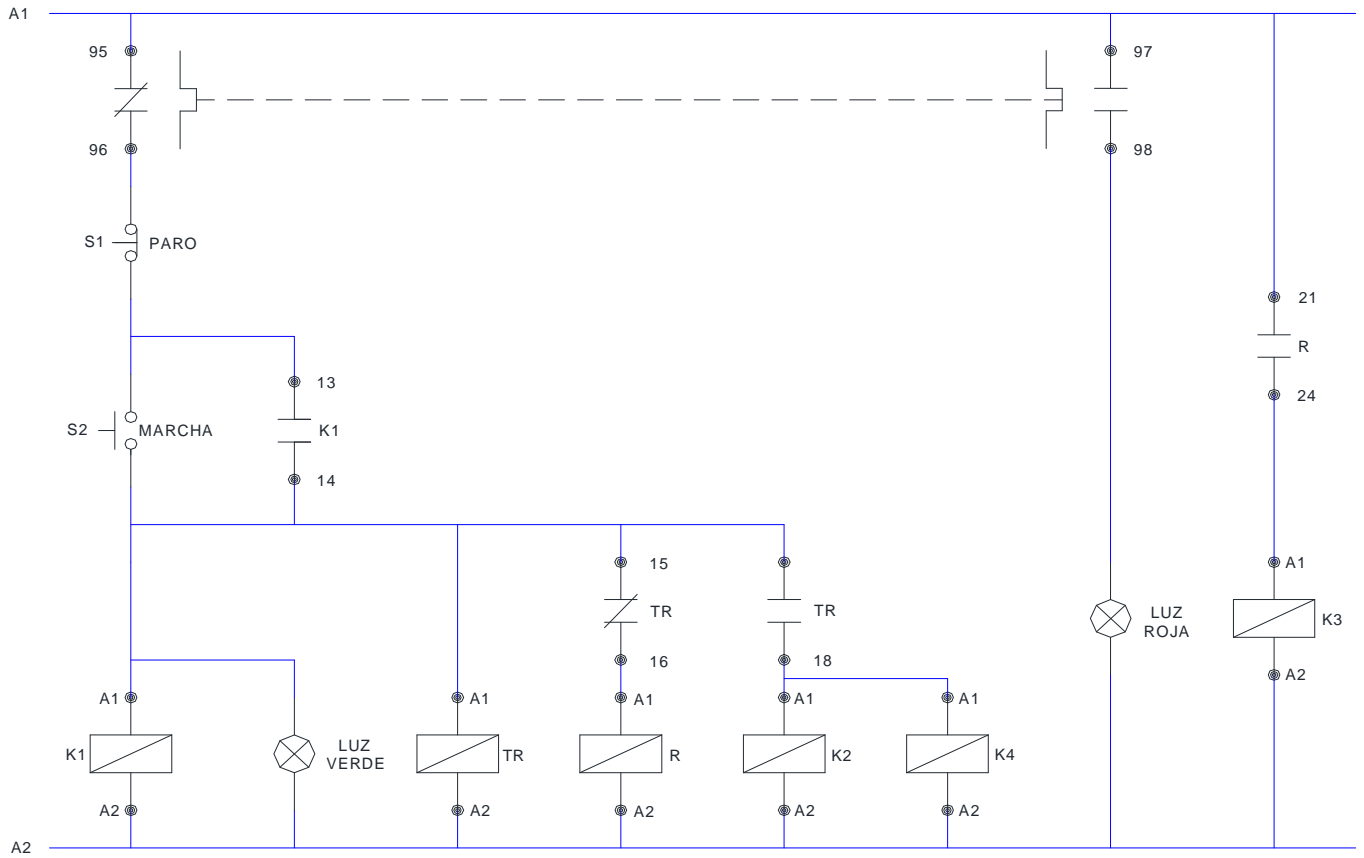 A1
95
97
96
98
S1
PARO
21
R
24
13
S2
MARCHA
K1
14
15
TR
TR
16
18
LUZ
ROJA
A1
K3
A2
A1
A1
A1
A1
A1
K1
LUZ
VERDE
TR
R
K2
K4
A2
A2
A2
A2
A2
A2